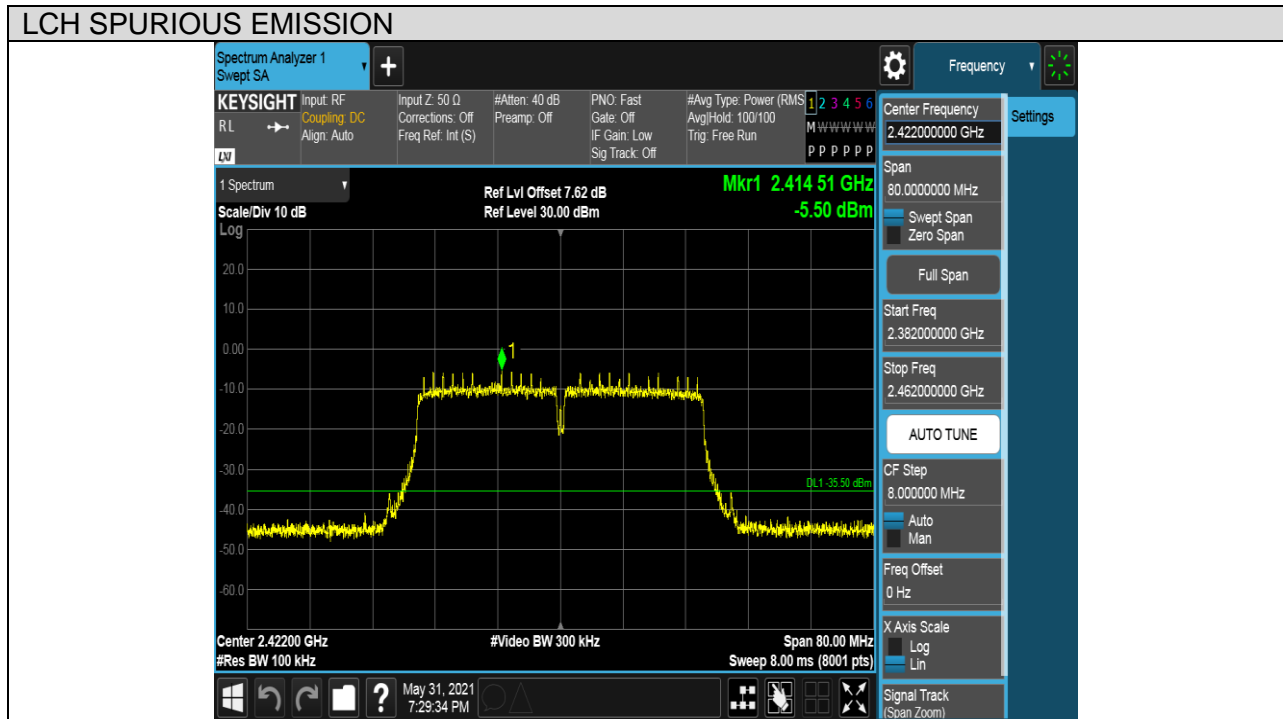 LCH SPURIOUS EMISSION
Spectrum Analyzer 1
Swept SA
+
Frequency
KEYSIGHT
RL
LXI
Input: RF
Coupling: DC
Align: Auto
Input Z: 50 Ω
Corrections: Off
Freq Ref: Int (S)
#Atten: 40 dB
Preamp: Off
PNO: Fast
Gate: Off
IF Gain: Low
Sig Track: Off
#Avg Type: Power (RMS
Avg|Hold: 100/100
Trig: Free Run
1 2 3 4 5 6
M W W W W W
P P P P P P
1 Spectrum
Scale/Div 10 dB
Log
Ref Lvl Offset 7.62 dB
Ref Level 30.00 dBm
Mkr1 2.414 51 GHz
-5.50 dBm
20.0
10.0
0.00
-10.0
-20.0
-30.0
-40.0
-50.0
-60.0
1
DL1 -35.50 dBm
Center 2.42200 GHz
#Res BW 100 kHz
#Video BW 300 kHz
Span 80.00 MHz
Sweep 8.00 ms (8001 pts)
?
May 31, 2021
7:29:34 PM
Center Frequency
2.422000000 GHz
Span
80.0000000 MHz
Swept Span
Zero Span
Full Span
Start Freq
2.382000000 GHz
Stop Freq
2.462000000 GHz
AUTO TUNE
CF Step
8.000000 MHz
Auto
Man
Freq Offset
0 Hz
X Axis Scale
Log
Lin
Signal Track
(Span Zoom)
Settings